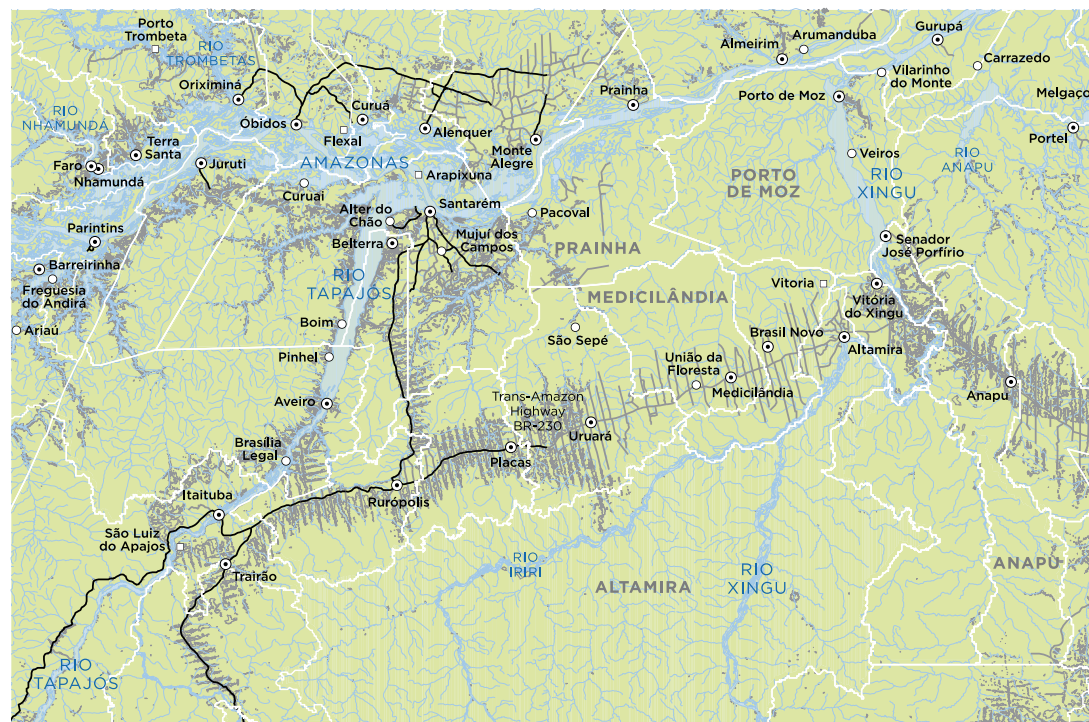 Porto
Trombeta
RIO
TROMBETAS
Oriximiná
Óbidos
Curuá
Flexal
Alenquer
Monte
Alegre
Prainha
Almeirim
Arumanduba
Gurupá
Carrazedo
Vilarinho
do Monte
Porto de Moz
Melgaço
Portel
RIO
NHAMUNDÁ
Terra
Santa
Faro
Nhamundá
Juruti
AMAZONAS
Arapixuna
Curuai
Veiros
RIO
ANAPU
RIO
XINGU
PORTO
DE MOZ
Parintins
Alter do
Chão
Santarém
Pacoval
Belterra
Mujuí dos
Campos
PRAINHA
Senador
José Porfírio
Barreirinha
Freguesia
do Andirá
RIO
TAPAJÓS
MEDICILÂNDIA
Vitoria
Vitória
do Xingu
Ariaú
Boim
São Sepé
Brasil Novo
Altamira
Pinhel
União da
Floresta
Medicilândia
Anapu
Aveiro
Trans-Amazon
Highway
BR-230
Uruará
Placas
Brasília
Legal
Rurópolis
Itaituba
São Luiz
do Apajos
Trairão
RIO
IRIRI
ALTAMIRA
RIO
XINGU
ANAPÚ
RIO
TAPAJÓS